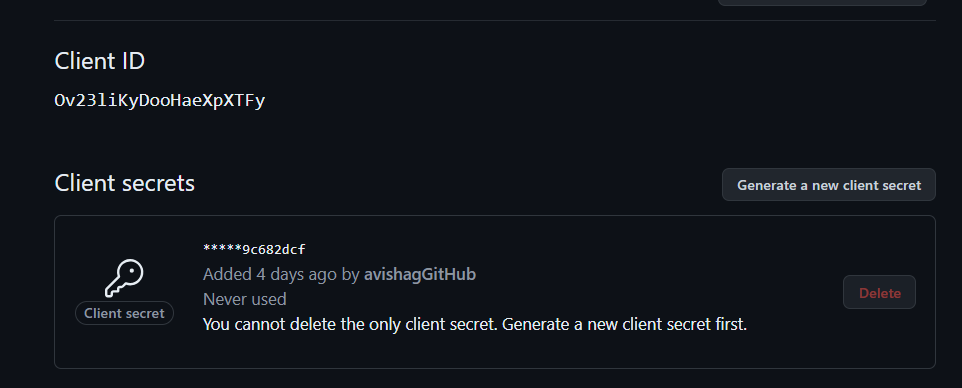 Client ID
Ov23liKyDooHaeXpXTFy
Client secrets
Generate a new client secret
*****9c682dcf
Added 4 days ago by avishagGitHub
Never used
Client secret
You cannot delete the only client secret. Generate a new client secret first.
Delete